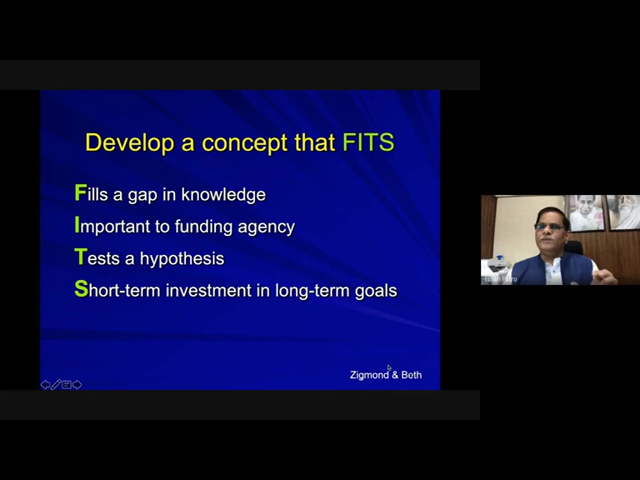 Develop a concept that FITS
Fills a gap in knowledge
Important to funding agency
Tests a hypothesis
Short-term investment in long-term goals
Zigmond & Beth